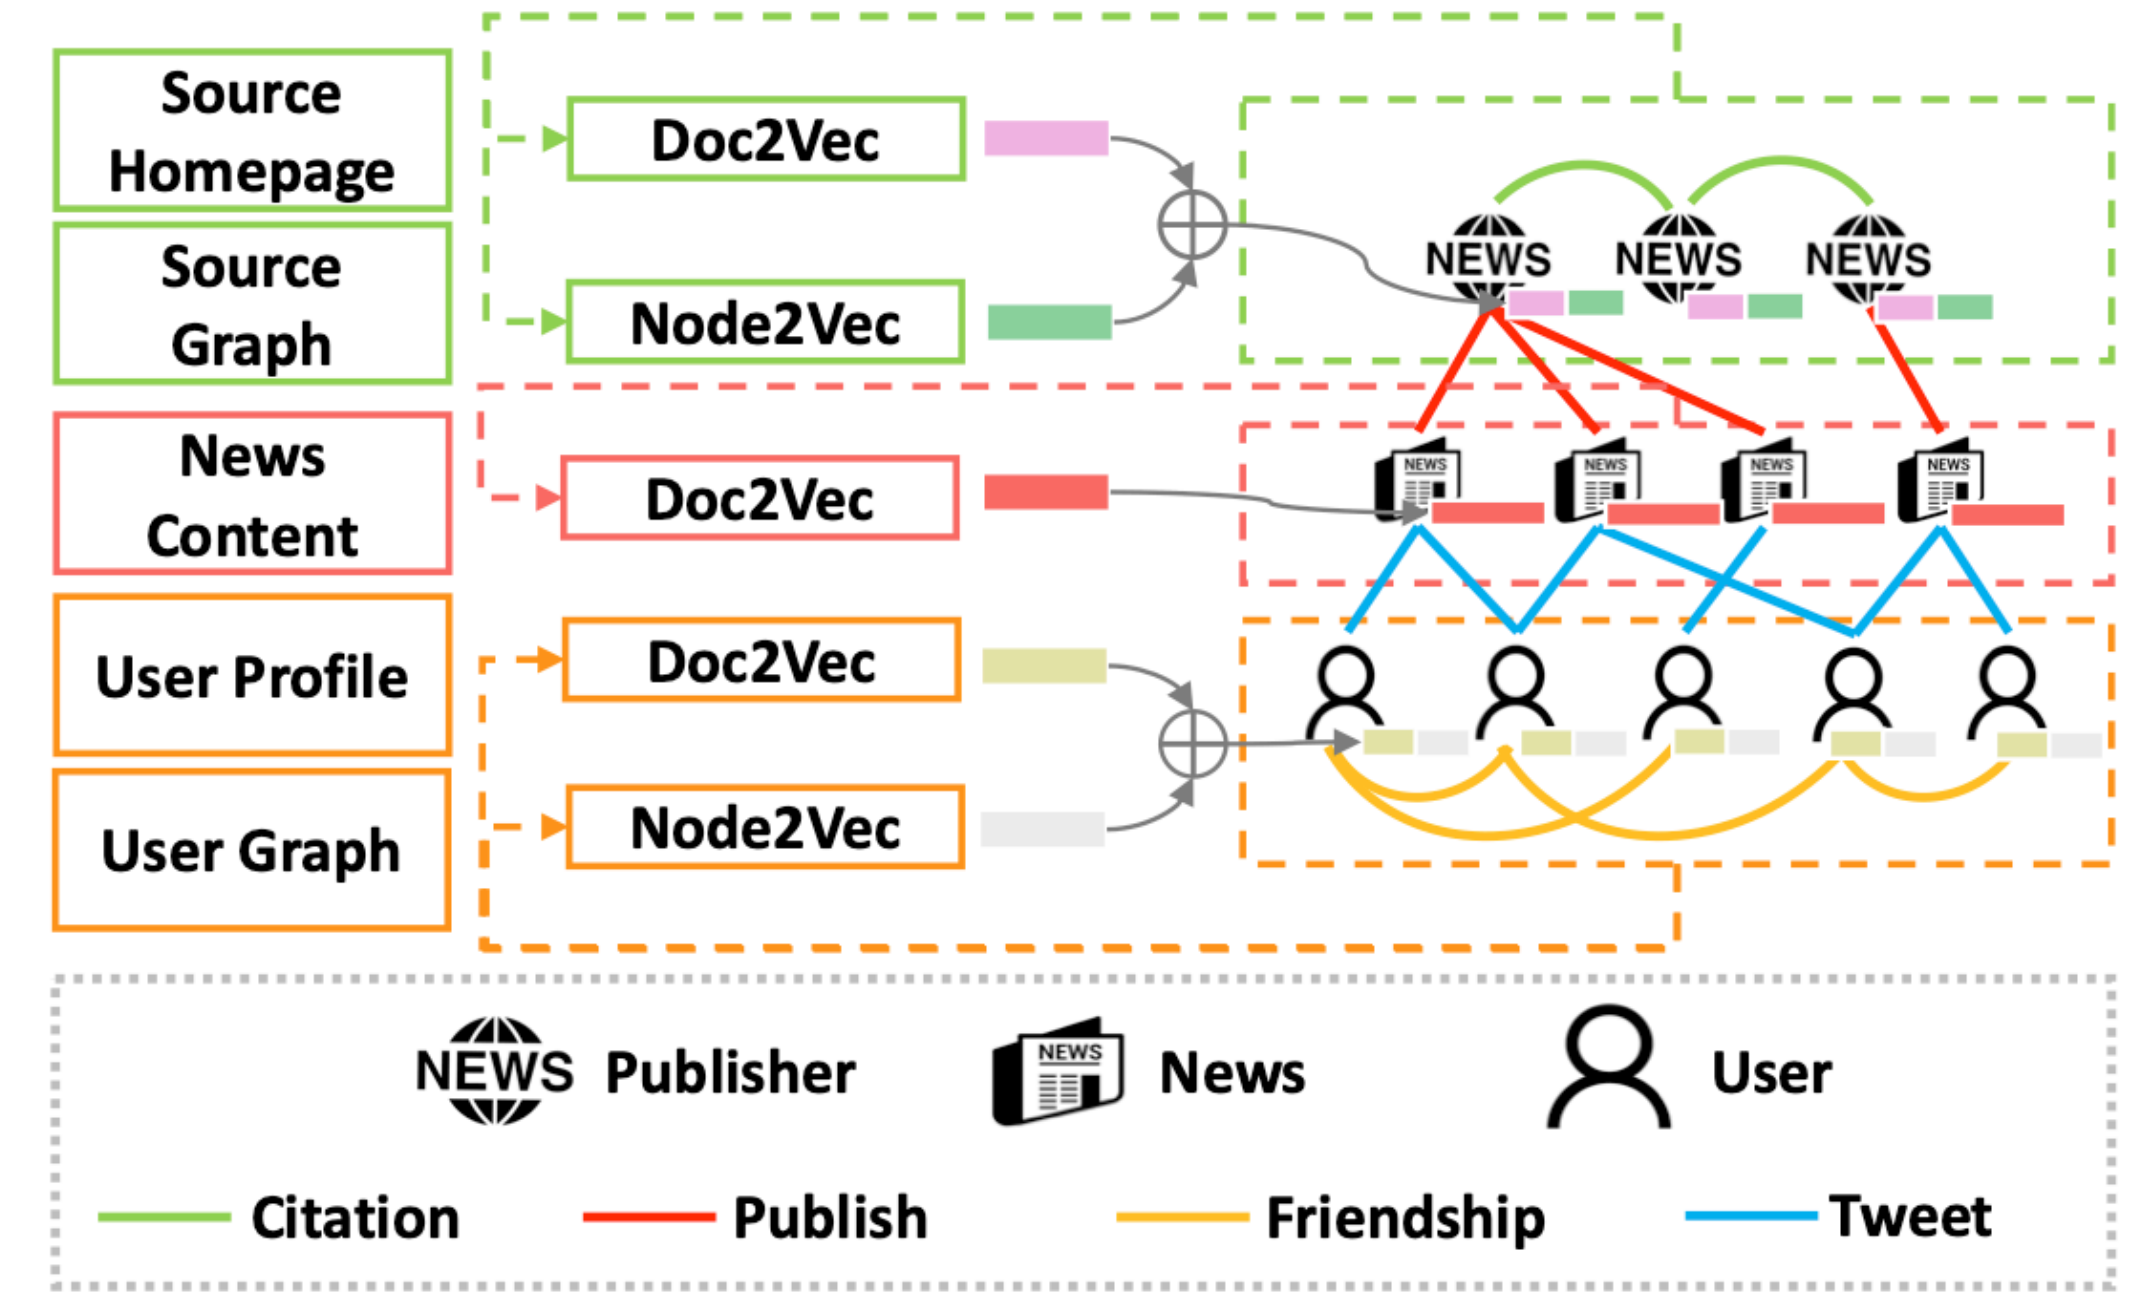 Source
Homepage
Doc2Vec
Source
Graph
Node2Vec
NEWS
NEWS
NEWS
News
Content
Doc2Vec
NEWS
NEWS
NEWS
NEWS
User Profile
Doc2Vec
User Graph
Node2Vec
NEWS
Publisher
NEWS
News
User
Citation
Publish
Friendship
Tweet